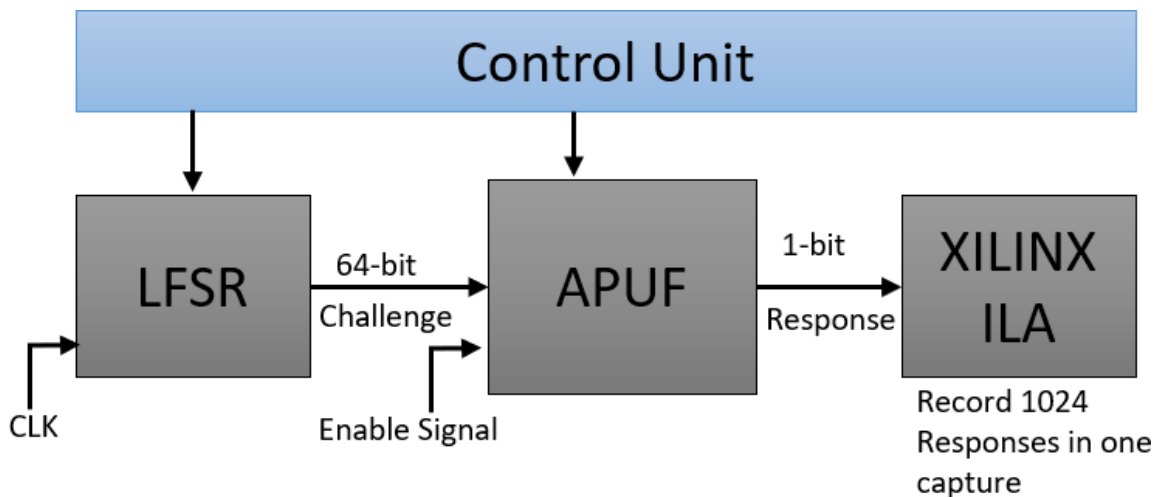 Control Unit
LFSR
64-bit
Challenge
APUF
1-bit
Response
XILINX
ILA
CLK
Enable Signal
Record 1024
Responses in one
capture